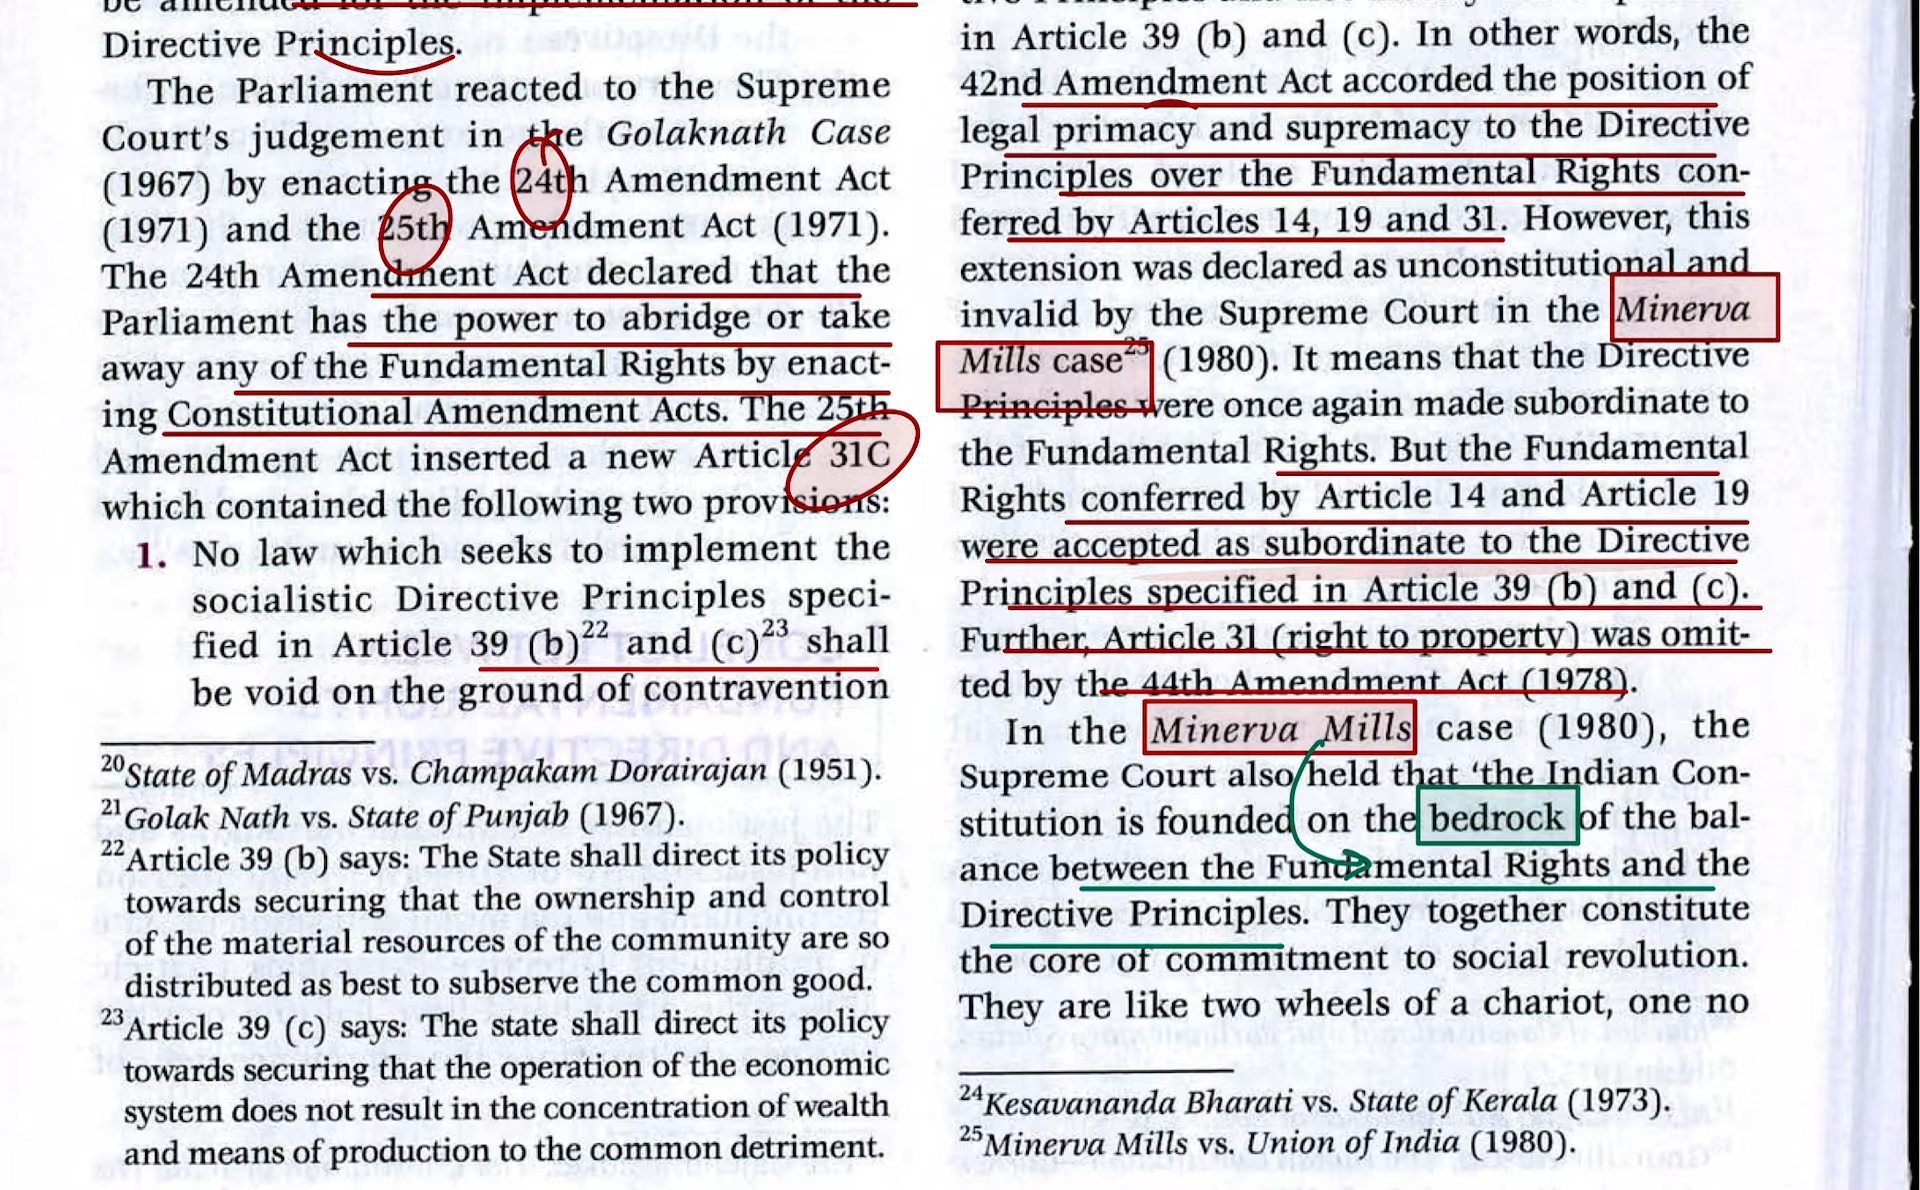 Directive Principles.
The Parliament reacted to the Supreme
Court's judgement in the Golaknath Case
(1967) by enacting the 24th Amendment Act
(1971) and the 25th Amendment Act (1971).
The 24th Amendment Act declared that the
Parliament has the power to abridge or take
away any of the Fundamental Rights by enact-
ing Constitutional Amendment Acts. The 25th
Amendment Act inserted a new Article 31C
which contained the following two provisions:
1. No law which seeks to implement the
socialistic Directive Principles speci-
fied in Article 39 (b)22 and (c)23 shall
be void on the ground of contravention
20State of Madras vs. Champakam Dorairajan (1951).
21Golak Nath vs. State of Punjab (1967).
22Article 39 (b) says: The State shall direct its policy
towards securing that the ownership and control
of the material resources of the community are so
distributed as best to subserve the common good.
23Article 39 (c) says: The state shall direct its policy
towards securing that the operation of the economic
system does not result in the concentration of wealth
and means of production to the common detriment.
in Article 39 (b) and (c). In other words, the
42nd Amendment Act accorded the position of
legal primacy and supremacy to the Directive
Principles over the Fundamental Rights con-
ferred by Articles 14, 19 and 31. However, this
extension was declared as unconstitutional and
invalid by the Supreme Court in the Minerva
Mills case25 (1980). It means that the Directive
Principles were once again made subordinate to
the Fundamental Rights. But the Fundamental
Rights conferred by Article 14 and Article 19
were accepted as subordinate to the Directive
Principles specified in Article 39 (b) and (c).
Further, Article 31 (right to property) was omit-
ted by the 44th Amendment Act (1978).
In the Minerva Mills case (1980), the
Supreme Court also held that 'the Indian Con-
stitution is founded on the bedrock of the bal-
ance between the Fundamental Rights and the
Directive Principles. They together constitute
the core of commitment to social revolution.
They are like two wheels of a chariot, one no
24Kesavananda Bharati vs. State of Kerala (1973).
25Minerva Mills vs. Union of India (1980).